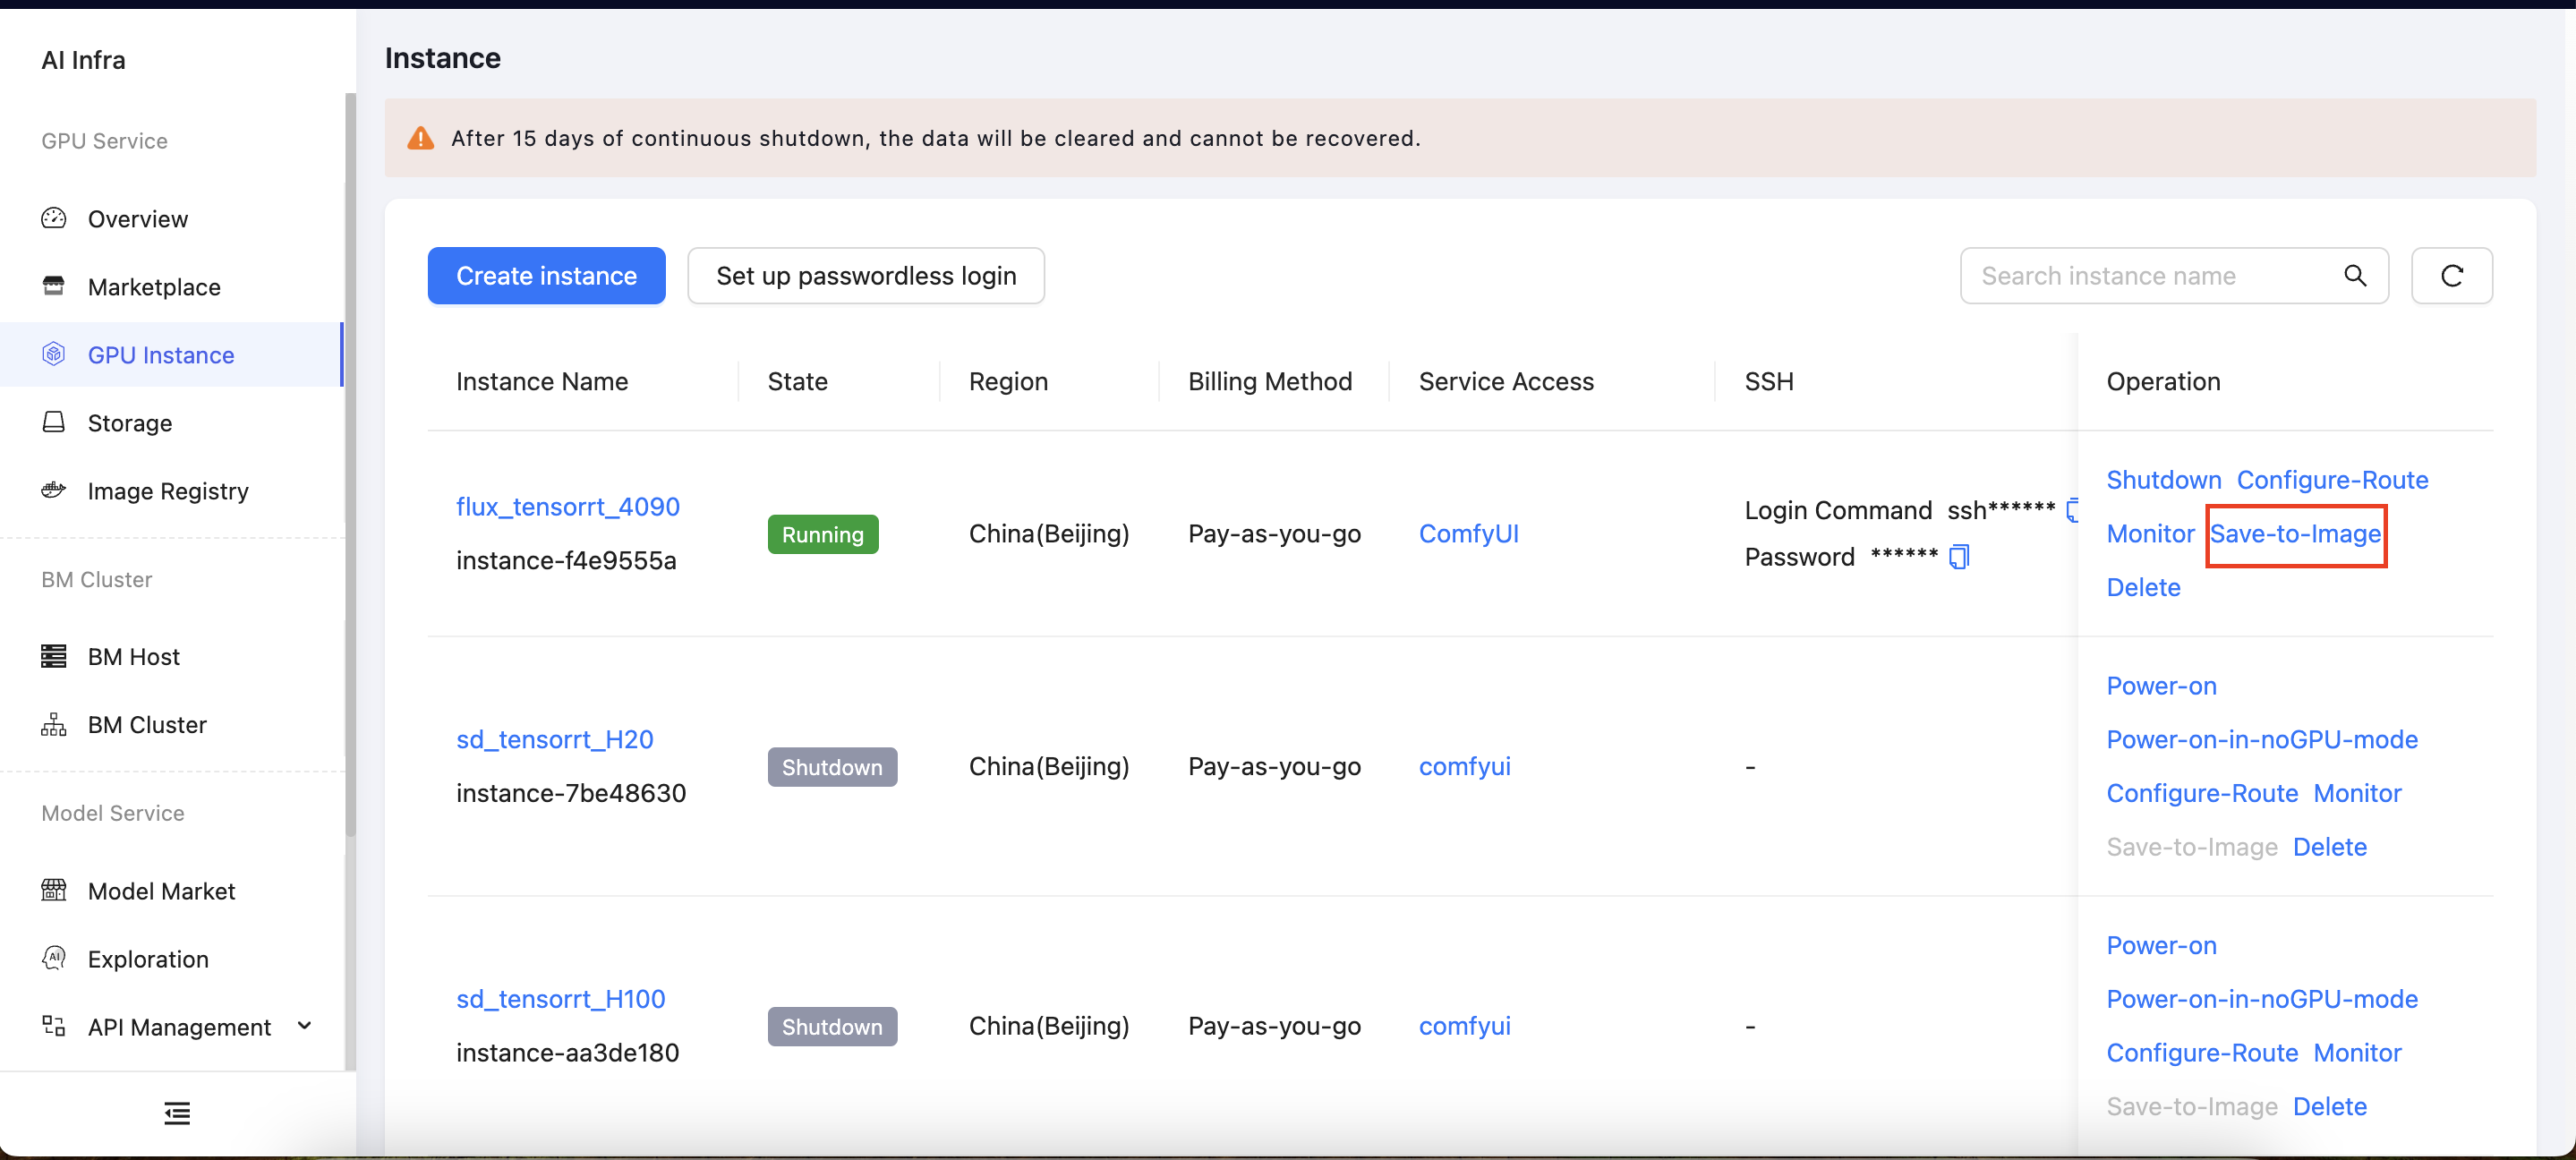 AI Infra
GPU Service
Overview
Marketplace
GPU Instance
Storage
Image Registry
BM Cluster
BM Host
BM Cluster
Model Service
Model Market
Exploration
API Management
Instance
After 15 days of continuous shutdown, the data will be cleared and cannot be recovered.
Create instance
Set up passwordless login
Search instance name
Instance Name State Region Billing Method Service Access SSH Operation
flux_tensorrt_4090
instance-f4e9555a
Running
China(Beijing)
Pay-as-you-go
ComfyUI
Login Command ssh******
Password ******
Shutdown Configure-Route
Monitor Save-to-Image
Delete
sd_tensorrt_H20
instance-7be48630
Shutdown
China(Beijing)
Pay-as-you-go
comfyui
-
Power-on
Power-on-in-noGPU-mode
Configure-Route Monitor
Save-to-Image Delete
sd_tensorrt_H100
instance-aa3de180
Shutdown
China(Beijing)
Pay-as-you-go
comfyui
-
Power-on
Power-on-in-noGPU-mode
Configure-Route Monitor
Save-to-Image Delete